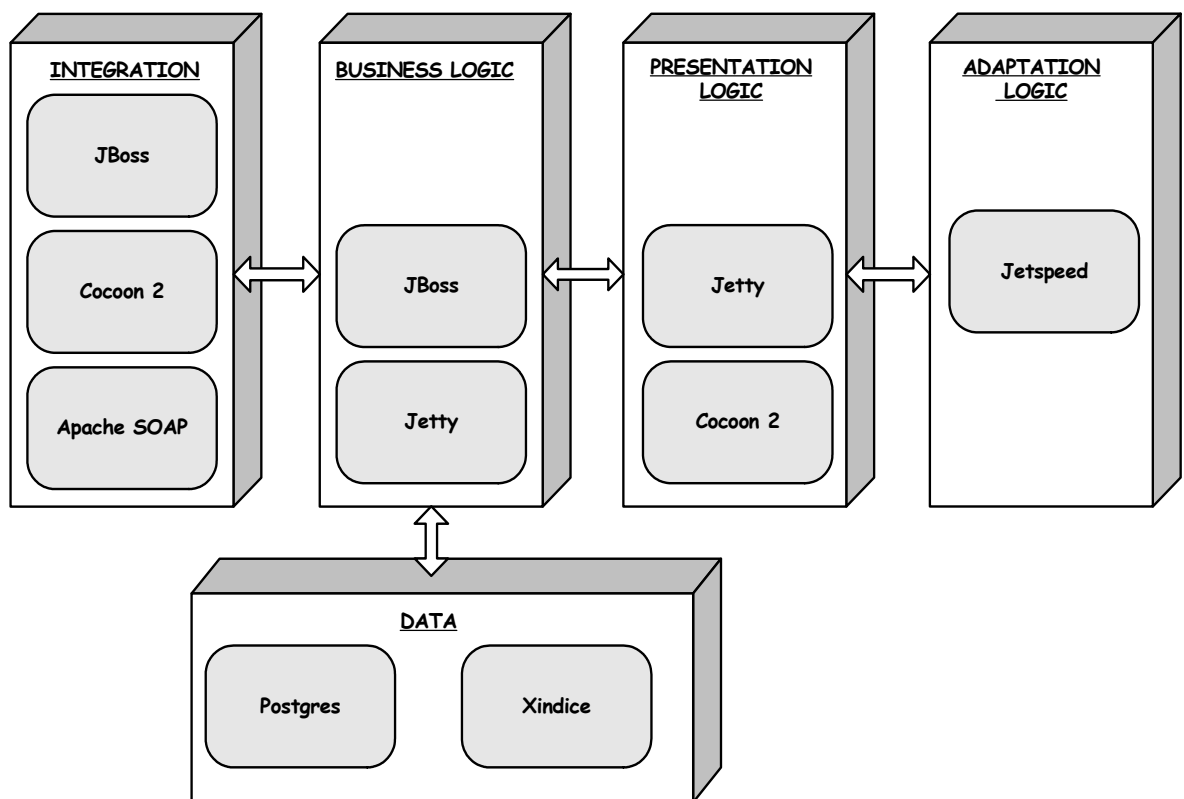 INTEGRATION
JBoss
Cocoon 2
Apache SOAP
BUSINESS LOGIC
JBoss
Jetty
PRESENTATION
LOGIC
Jetty
Cocoon 2
ADAPTATION
LOGIC
Jetspeed
DATA
Postgres
Xindice